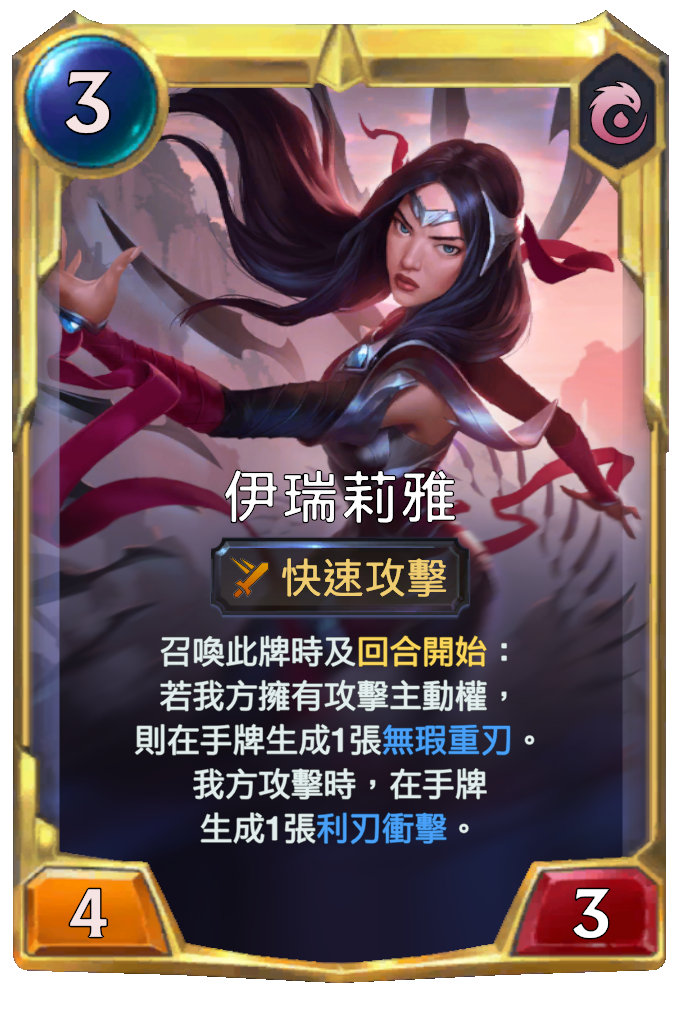 3
伊瑞莉雅
快速攻擊
召喚此牌時及回合開始：
若我方擁有攻擊主動權，
則在手牌生成1張無瑕重刃。
我方攻擊時，在手牌
生成1張利刃衝擊。
4
3